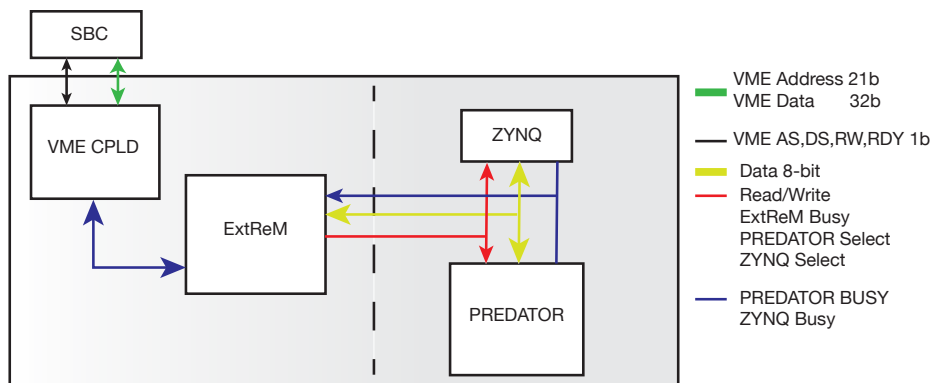 SBC
VME CPLD
ExtReM
ZYNQ
PREDATOR
VME Address 21b
VME Data 32b
VME AS,DS,RW,RDY 1b
Data 8-bit
Read/Write
ExtReM Busy
PREDATOR Select
ZYNQ Select
PREDATOR BUSY
ZYNQ Busy